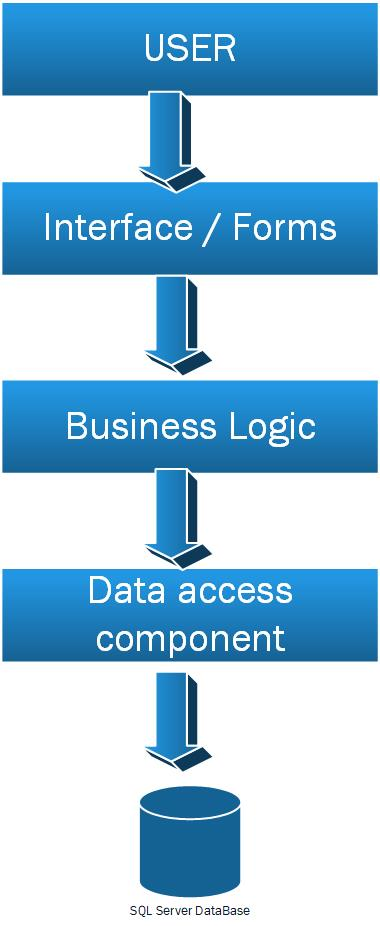 USER
Interface / Forms
Business Logic
Data access
component
SQL Server DataBase